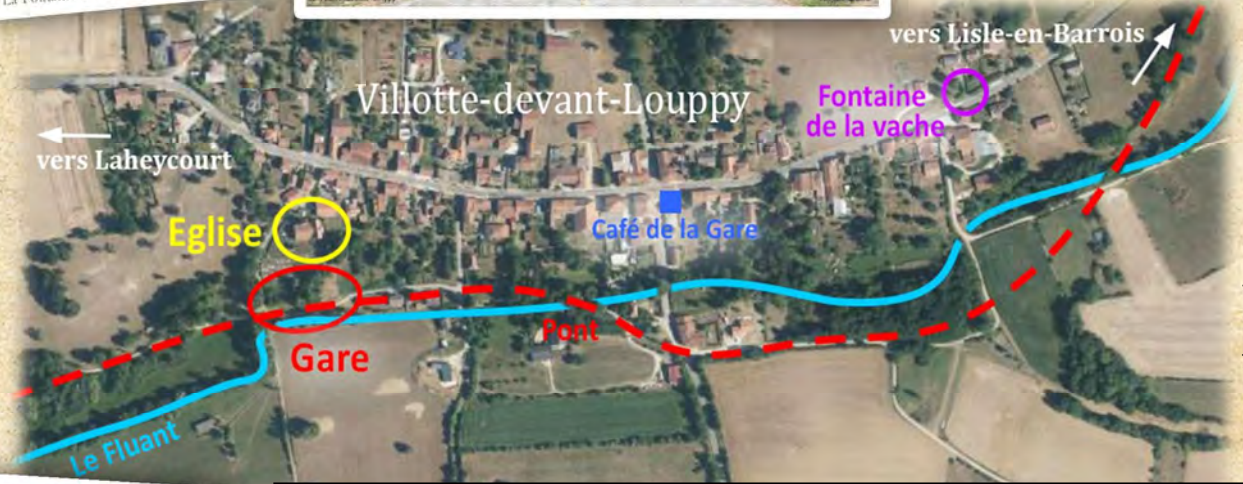 vers Lisle-en-Barrois
Villotte-devant-Louppy
Fontaine
de la vache
vers Laheycourt
Eglise
Café de la Gare
Pont
Gare
Le Fluant